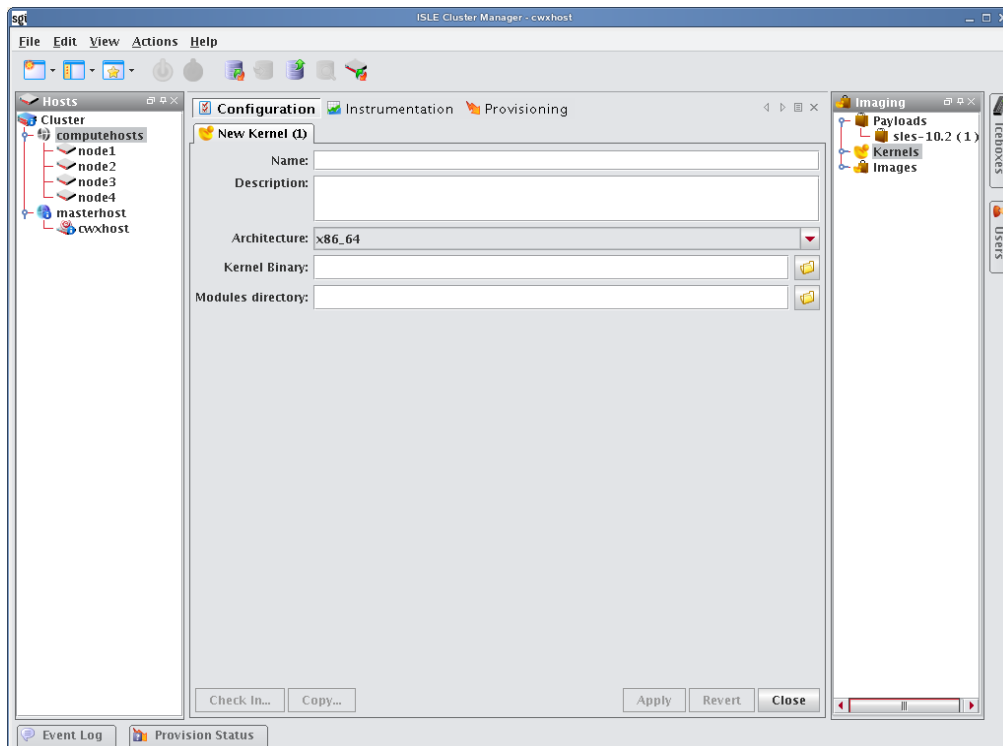 sgi
ISLE Cluster Manager - cwxhost
File Edit View Actions Help
Hosts
Cluster
computehosts
node1
node2
node3
node4
masterhost
cwxhost
Configuration Instrumentation Provisioning
New Kernel (1)
Name:
Description:
Architecture: x86_64
Kernel Binary:
Modules directory:
Check In... Copy... Apply Revert Close
Imaging
Payloads
sles-10.2 (1)
Kernels
Images
Iceboxes
Users
Event Log Provision Status